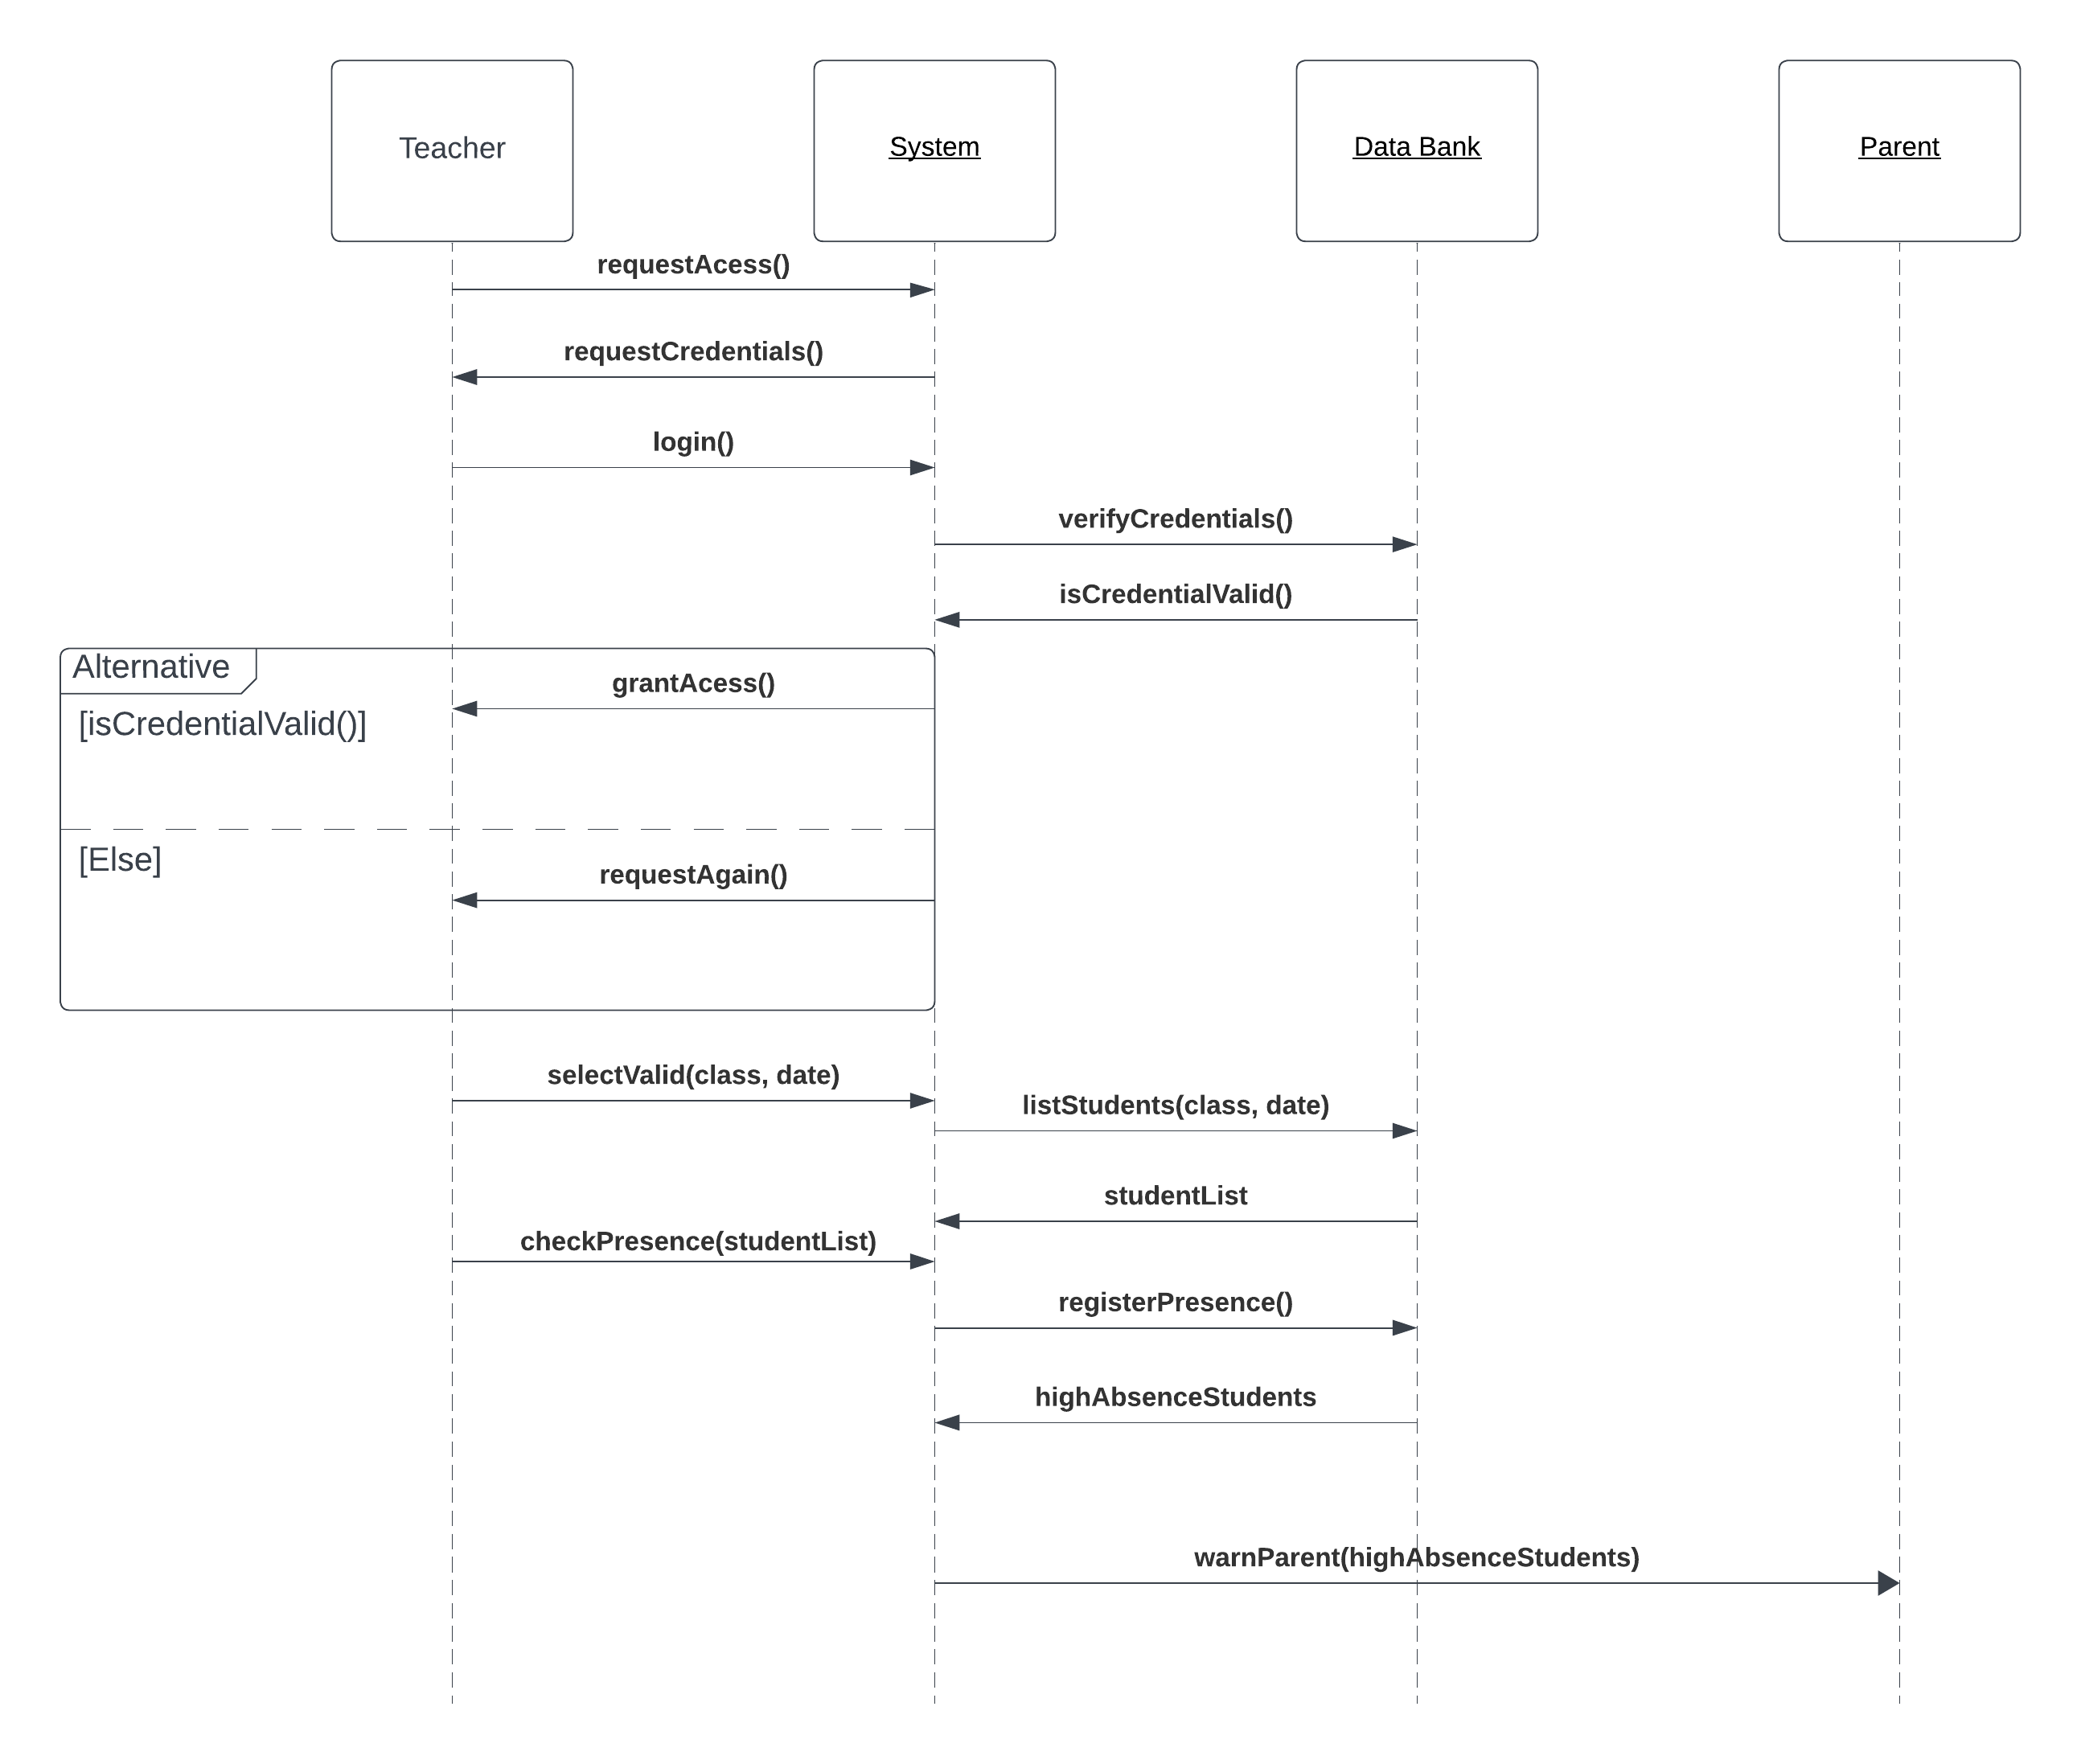 Teacher
System
Data Bank
Parent
requestAcess()
requestCredentials()
login()
verifyCredentials()
isCredentialValid()
Alternative
grantAcess()
[isCredentialValid()]
[Else]
requestAgain()
selectValid(class, date)
listStudents(class, date)
studentList
checkPresence(studentList)
registerPresence()
highAbsenceStudents
warnParent(highAbsenceStudents)